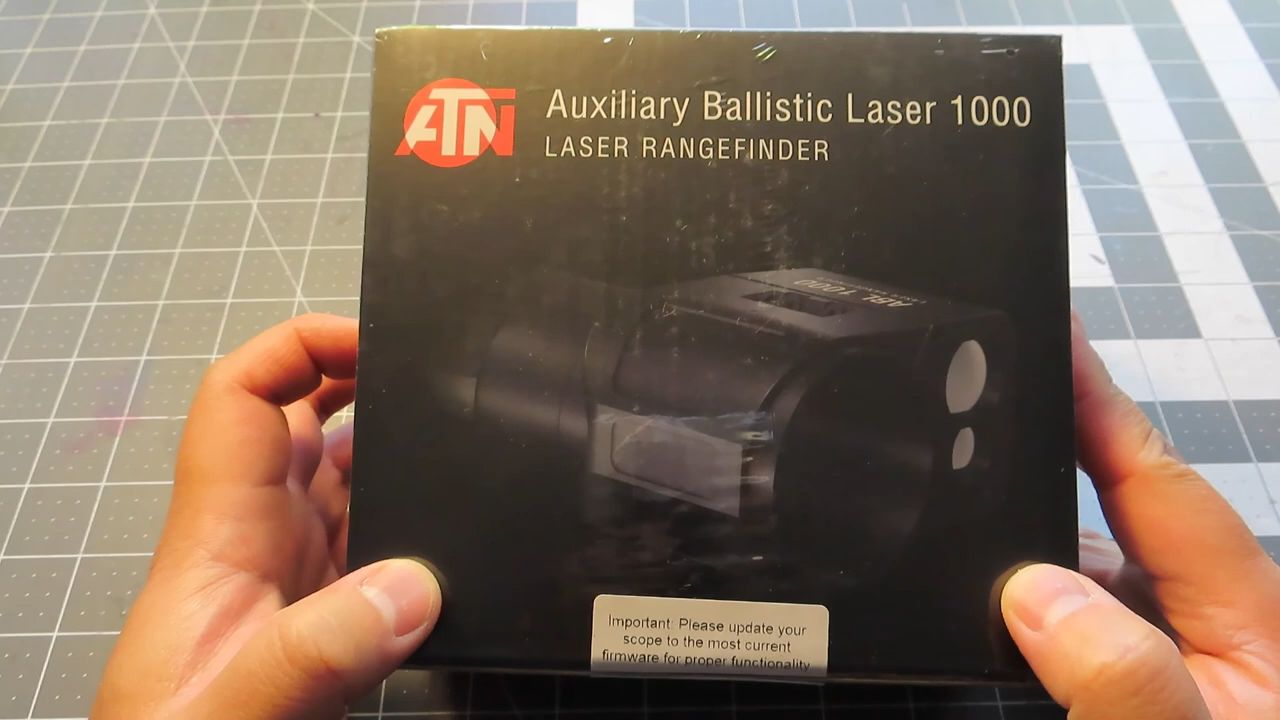 ATN
Auxiliary Ballistic Laser 1000
LASER RANGEFINDER
ABL 1000
Important: Please update your
scope to the most current
firmware for proper functionality